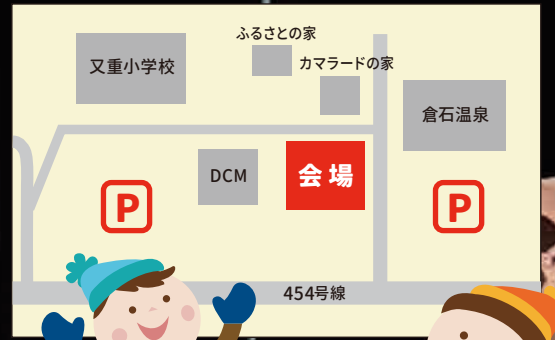 ふるさとの家
又重小学校
カマラードの家
倉石温泉
DCM
会場
P
P
454号線